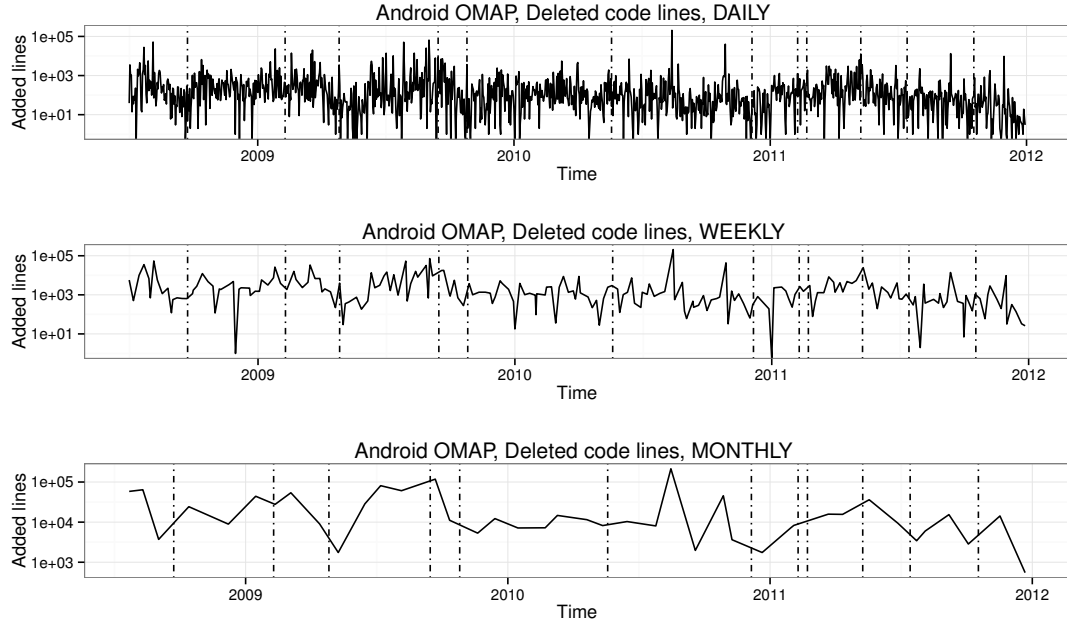 Android OMAP, Deleted code lines, DAILY
Added lines
1e+05
1e+03
1e+01
2009 2010 2011 2012
Time
Android OMAP, Deleted code lines, WEEKLY
Added lines
1e+05
1e+03
1e+01
2009 2010 2011 2012
Time
Android OMAP, Deleted code lines, MONTHLY
Added lines
1e+05
1e+04
1e+03
2009 2010 2011 2012
Time